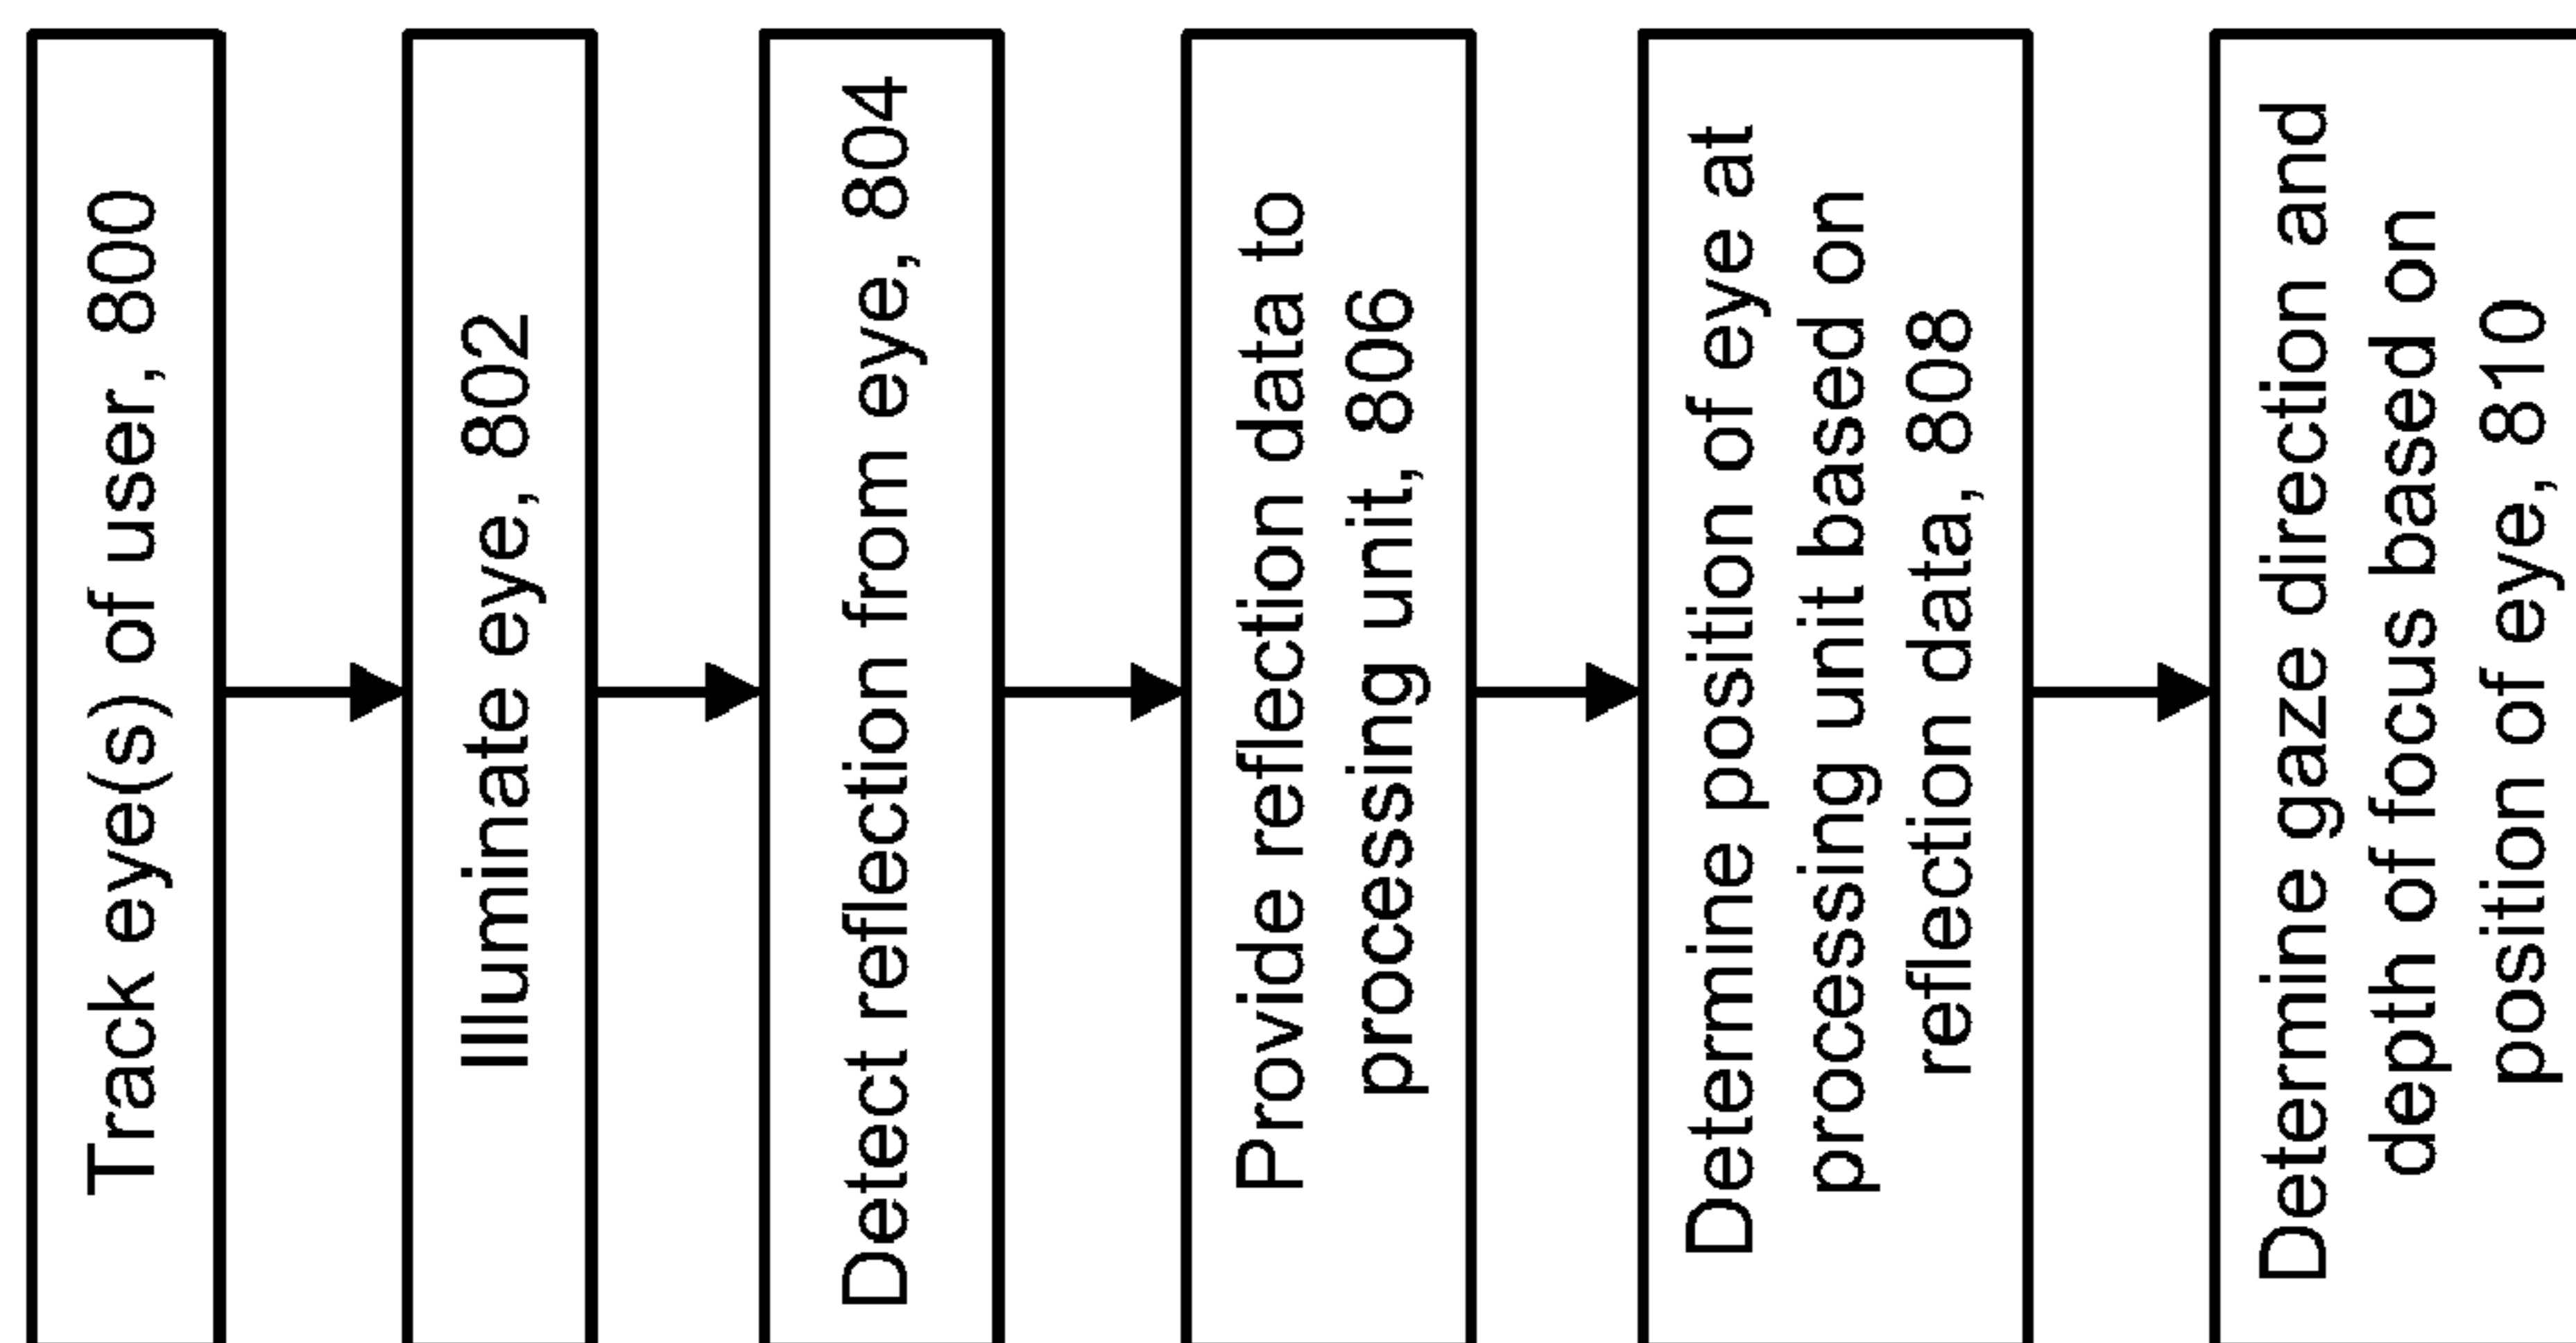 Track eye(s) of user, 800
Illuminate eye, 802
Detect reflection from eye, 804
Provide reflection data to
processing unit, 806
Determine position of eye at
processing unit based on
reflection data, 808
Determine gaze direction and
depth of focus based on
position of eye, 810